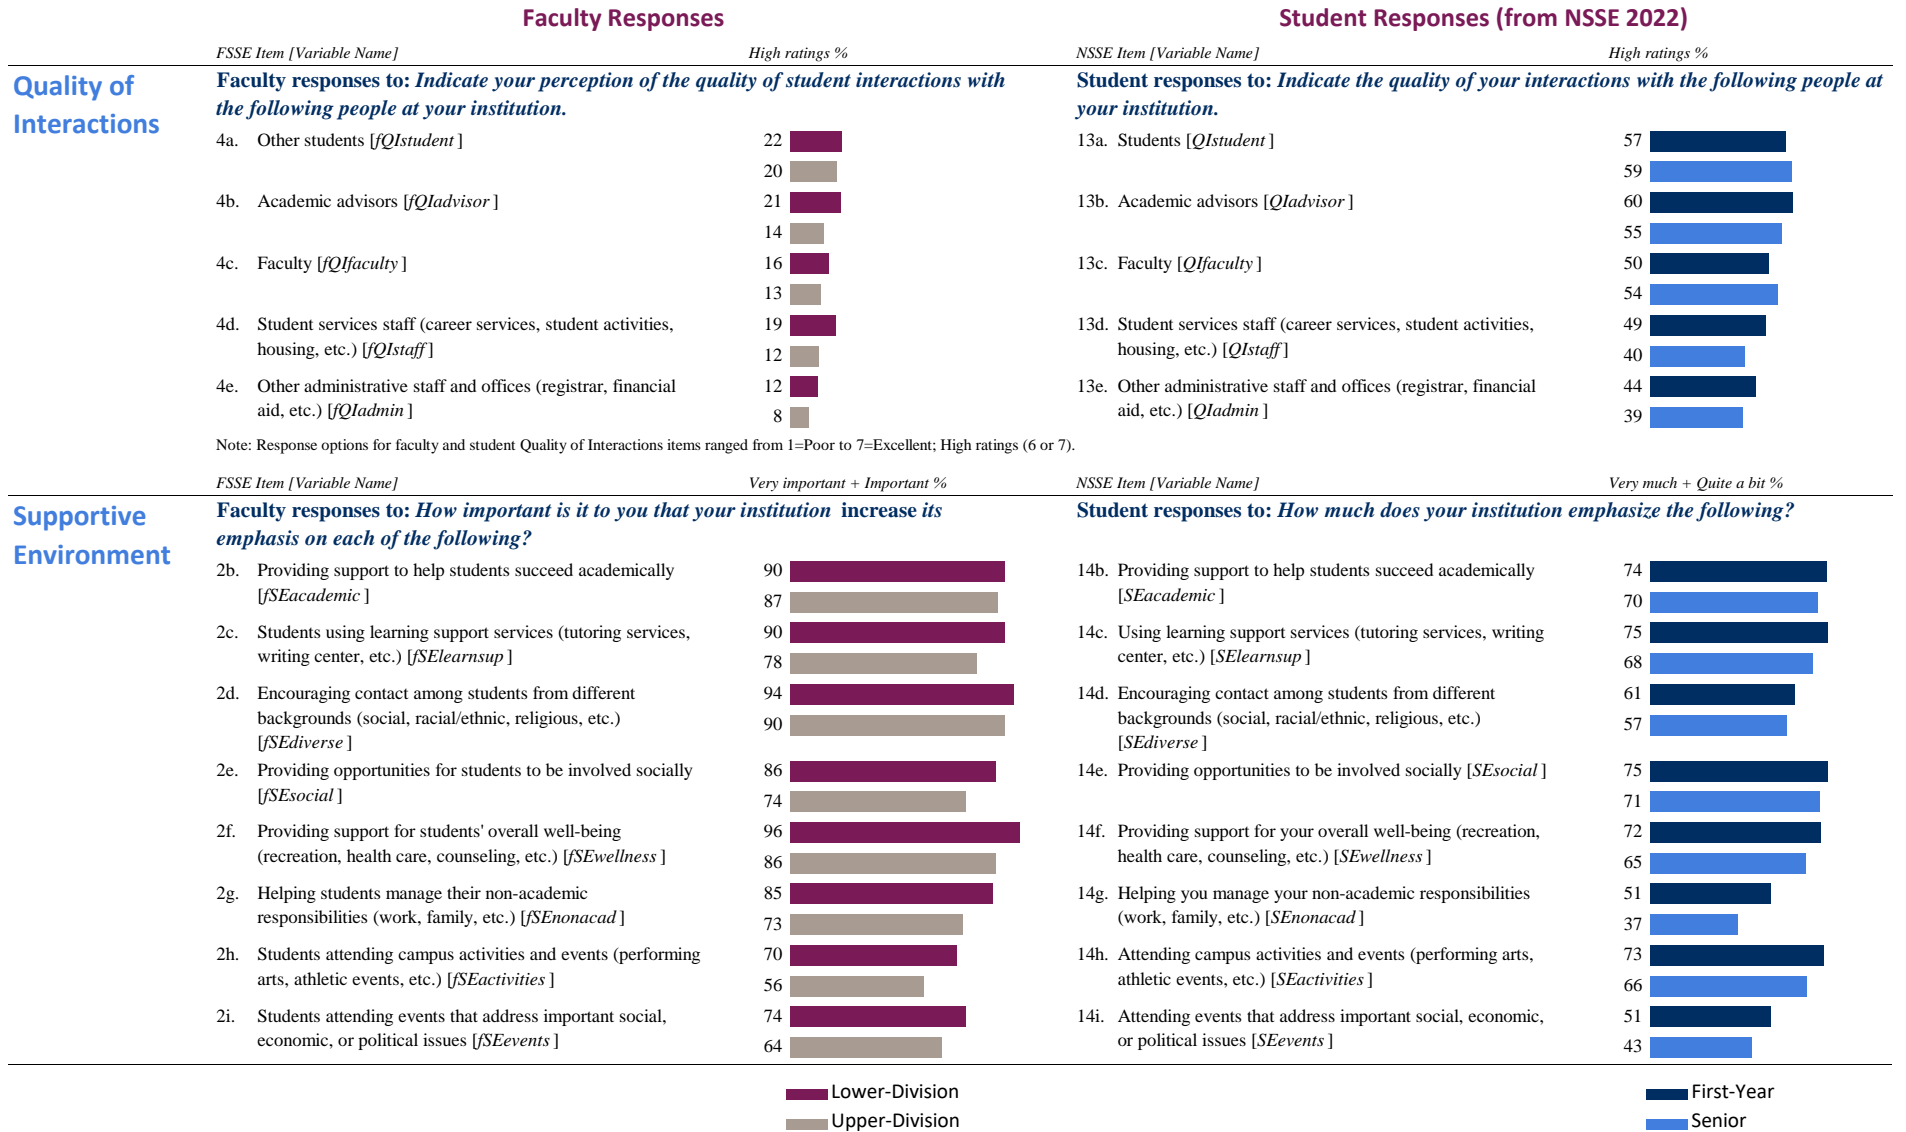 Faculty Responses
Student Responses (from NSSE 2022)
FSSE Item [Variable Name] High ratings % NSSE Item [Variable Name] High ratings %
Quality of
Interactions
Faculty responses to: Indicate your perception of the quality of student interactions with
the following people at your institution.
4a. Other students [fQIstudent] 22
20
4b. Academic advisors [fQIadvisor] 21
14
4c. Faculty [fQIfaculty] 16
13
4d. Student services staff (career services, student activities, 19
housing, etc.) [fQIstaff] 12
4e. Other administrative staff and offices (registrar, financial 12
aid, etc.) [fQIadmin] 8
Student responses to: Indicate the quality of your interactions with the following people at
your institution.
13a. Students [QIstudent] 57
59
13b. Academic advisors [QIadvisor] 60
55
13c. Faculty [QIfaculty] 50
54
13d. Student services staff (career services, student activities, 49
housing, etc.) [QIstaff] 40
13e. Other administrative staff and offices (registrar, financial 44
aid, etc.) [QIadmin] 39
Note: Response options for faculty and student Quality of Interactions items ranged from 1=Poor to 7=Excellent; High ratings (6 or 7).
FSSE Item [Variable Name] Very important + Important % NSSE Item [Variable Name] Very much + Quite a bit %
Supportive
Environment
Faculty responses to: How important is it to you that your institution increase its
emphasis on each of the following?
2b. Providing support to help students succeed academically 90
[fSEacademic] 87
2c. Students using learning support services (tutoring services, 90
writing center, etc.) [fSElearnsup] 78
2d. Encouraging contact among students from different 94
backgrounds (social, racial/ethnic, religious, etc.) 90
[fSEdiverse]
2e. Providing opportunities for students to be involved socially 86
[fSEsocial] 74
2f. Providing support for students' overall well-being 96
(recreation, health care, counseling, etc.) [fSEwellness] 86
2g. Helping students manage their non-academic 85
responsibilities (work, family, etc.) [fSEnonacad] 73
2h. Students attending campus activities and events (performing 70
arts, athletic events, etc.) [fSEactivities] 56
2i. Students attending events that address important social, 74
economic, or political issues [fSEevents] 64
Student responses to: How much does your institution emphasize the following?
14b. Providing support to help students succeed academically 74
[SEacademic] 70
14c. Using learning support services (tutoring services, writing 75
center, etc.) [SElearnsup] 68
14d. Encouraging contact among students from different 61
backgrounds (social, racial/ethnic, religious, etc.) 57
[SEdiverse]
14e. Providing opportunities to be involved socially [SEsocial] 75
71
14f. Providing support for your overall well-being (recreation, 72
health care, counseling, etc.) [SEwellness] 65
14g. Helping you manage your non-academic responsibilities 51
(work, family, etc.) [SEnonacad] 37
14h. Attending campus activities and events (performing arts, 73
athletic events, etc.) [SEactivities] 66
14i. Attending events that address important social, economic, 51
or political issues [SEevents] 43
Lower-Division
Upper-Division
First-Year
Senior